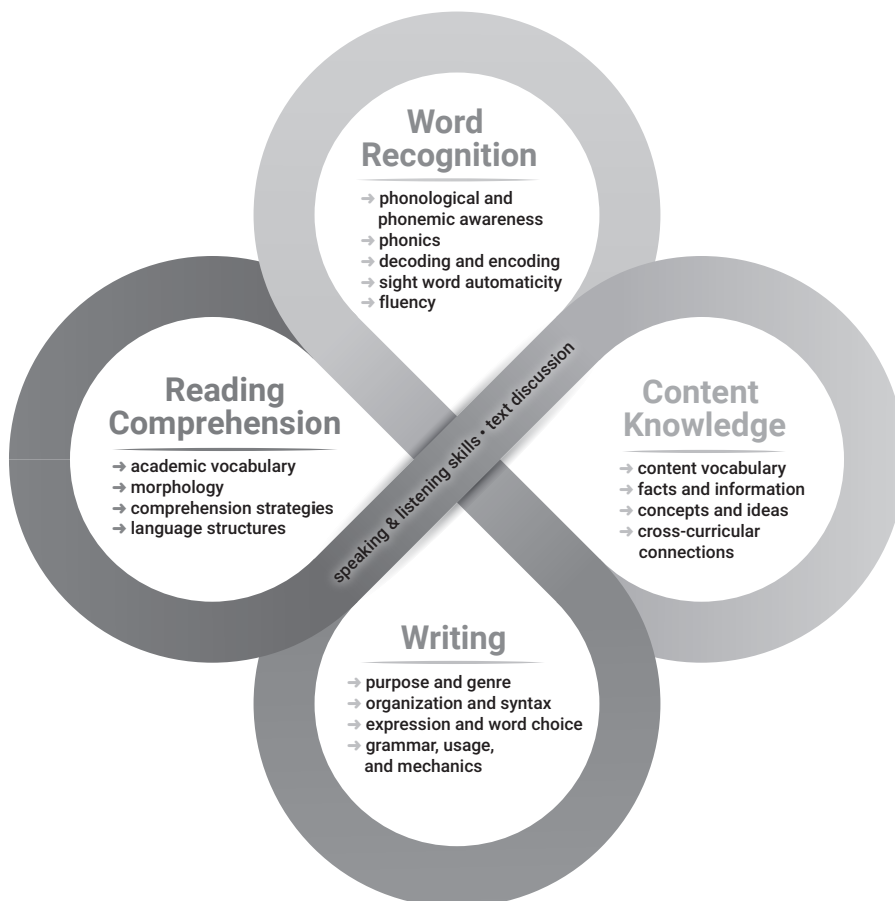 Word
Recognition
→ phonological and
phonemic awareness
→ phonics
→ decoding and encoding
→ sight word automaticity
→ fluency
Reading
Comprehension
→ academic vocabulary
→ morphology
→ comprehension strategies
→ language structures
speaking & listening skills • text discussion
Content
Knowledge
→ content vocabulary
→ facts and information
→ concepts and ideas
→ cross-curricular
connections
Writing
→ purpose and genre
→ organization and syntax
→ expression and word choice
→ grammar, usage,
and mechanics